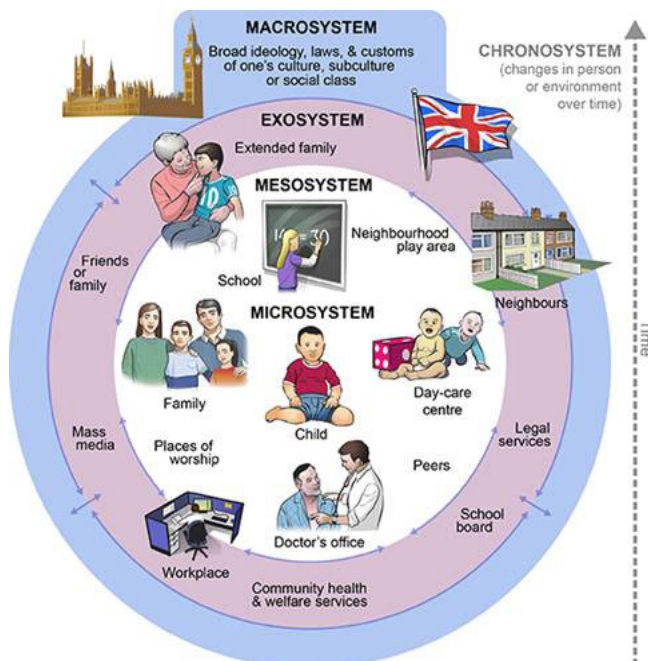 MACROSYSTEM
Broad ideology, laws, & customs
of one's culture, subculture
or social class
CHRONOSYSTEM
(changes in person
or environment
over time)
EXOSYSTEM
Extended family
MESOSYSTEM
Neighbourhood
play area
School
Friends
or family
Neighbours
MICROSYSTEM
Time
Family
Child
Day-care
centre
Mass
media
Places of
worship
Peers
Legal
services
School
board
Doctor's office
Workplace
Community health
& welfare services